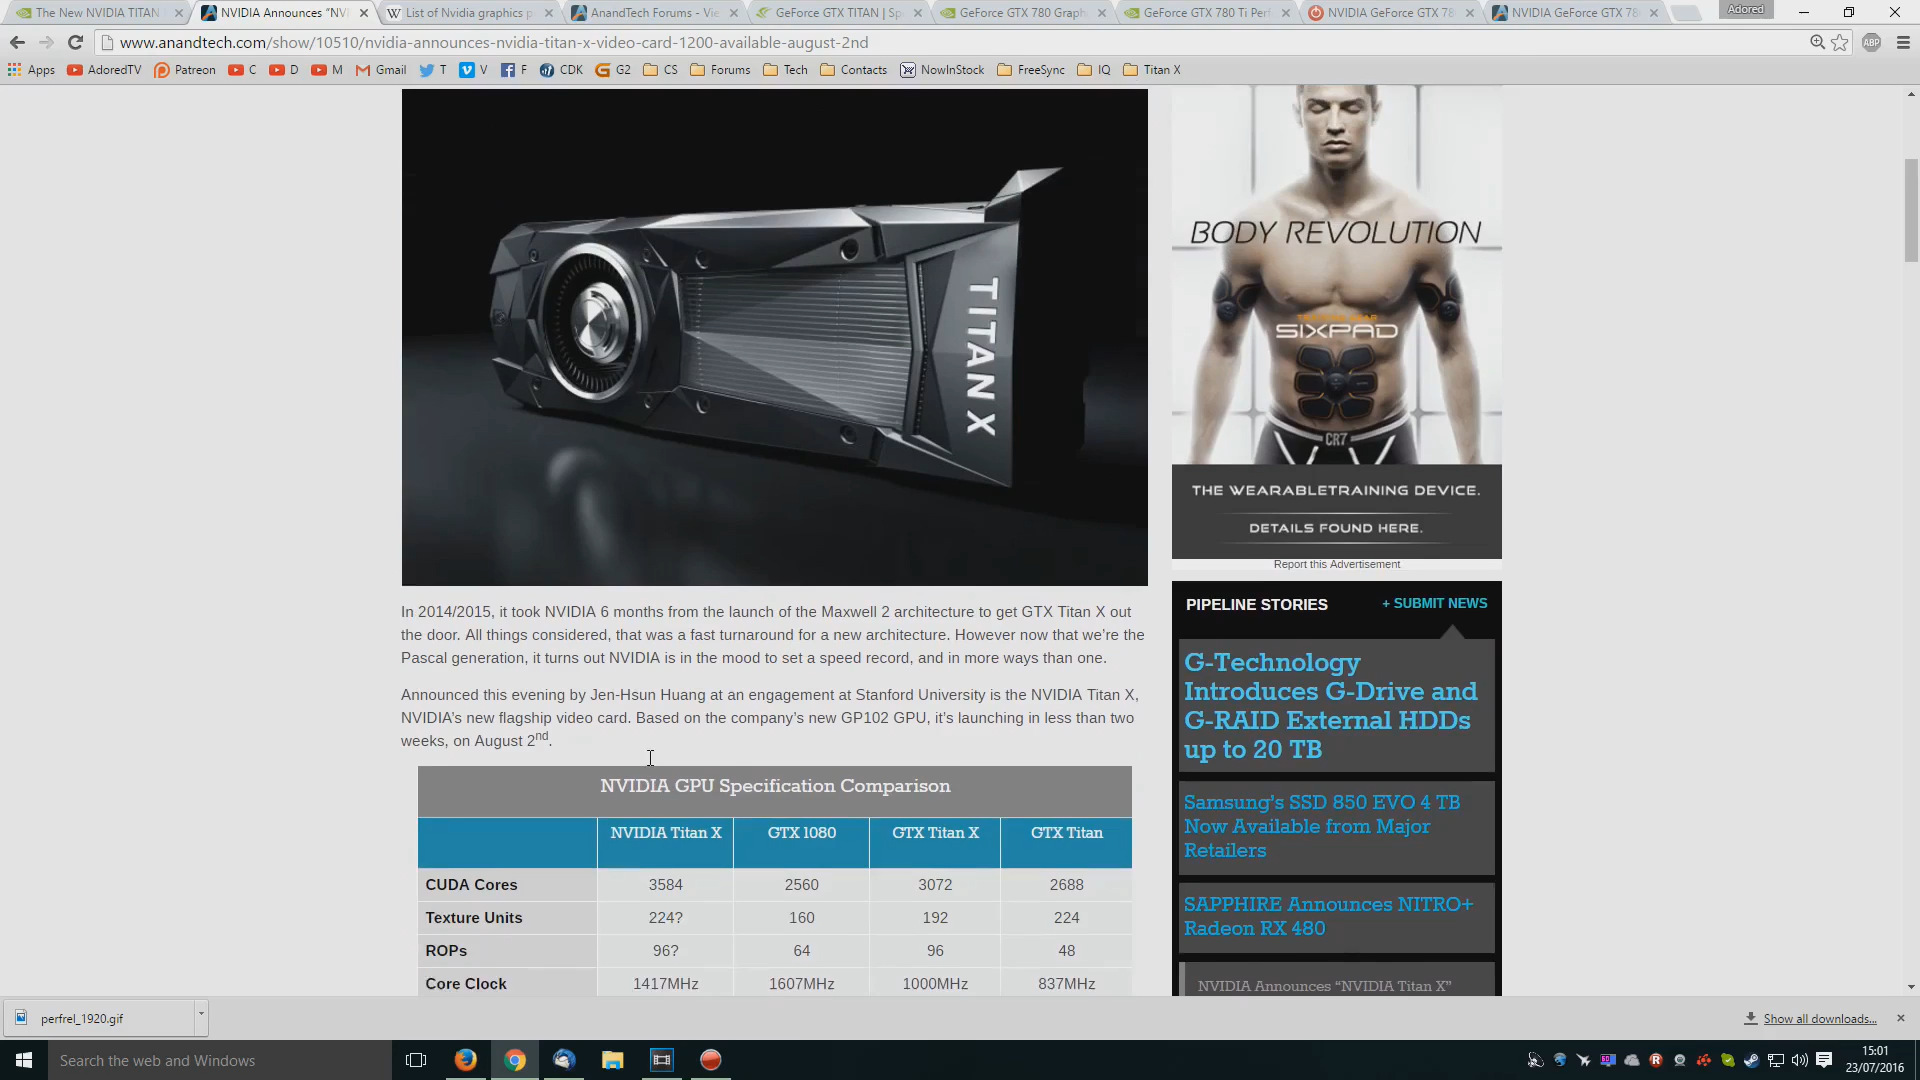 The New NVIDIA TITAN
NVIDIA Announces “NVI
List of Nvidia graphics p
AnandTech Forums - Vie
GeForce GTX TITAN | Sp
GeForce GTX 780 Grap
GeForce GTX 780 Ti Per
NVIDIA GeForce GTX 78
NVIDIA GeForce GTX 78
Adored
www.anandtech.com/show/10510/nvidia-announces-nvidia-titan-x-video-card-1200-available-august-2nd
ABP
Apps AdoredTV Patreon C D M Gmail T V F CDK G2 CS Forums Tech Contacts NowInStock FreeSync IQ Titan X
TITAN X
BODY REVOLUTION
SIXPAD
CR7
THE WEARABLETRAINING DEVICE.
DETAILS FOUND HERE.
Report this Advertisement
In 2014/2015, it took NVIDIA 6 months from the launch of the Maxwell 2 architecture to get GTX Titan X out
the door. All things considered, that was a fast turnaround for a new architecture. However now that we’re the
Pascal generation, it turns out NVIDIA is in the mood to set a speed record, and in more ways than one.
Announced this evening by Jen-Hsun Huang at an engagement at Stanford University is the NVIDIA Titan X,
NVIDIA’s new flagship video card. Based on the company’s new GP102 GPU, it’s launching in less than two
weeks, on August 2nd.
NVIDIA GPU Specification Comparison
NVIDIA Titan X GTX 1080 GTX Titan X GTX Titan
CUDA Cores 3584 2560 3072 2688
Texture Units 224? 160 192 224
ROPs 96? 64 96 48
Core Clock 1417MHz 1607MHz 1000MHz 837MHz
PIPELINE STORIES + SUBMIT NEWS
G-Technology
Introduces G-Drive and
G-RAID External HDDs
up to 20 TB
Samsung’s SSD 850 EVO 4 TB
Now Available from Major
Retailers
SAPPHIRE Announces NITRO+
Radeon RX 480
NVIDIA Announces “NVIDIA Titan X”
perfrel_1920.gif
Show all downloads...
Search the web and Windows
15:01
23/07/2016